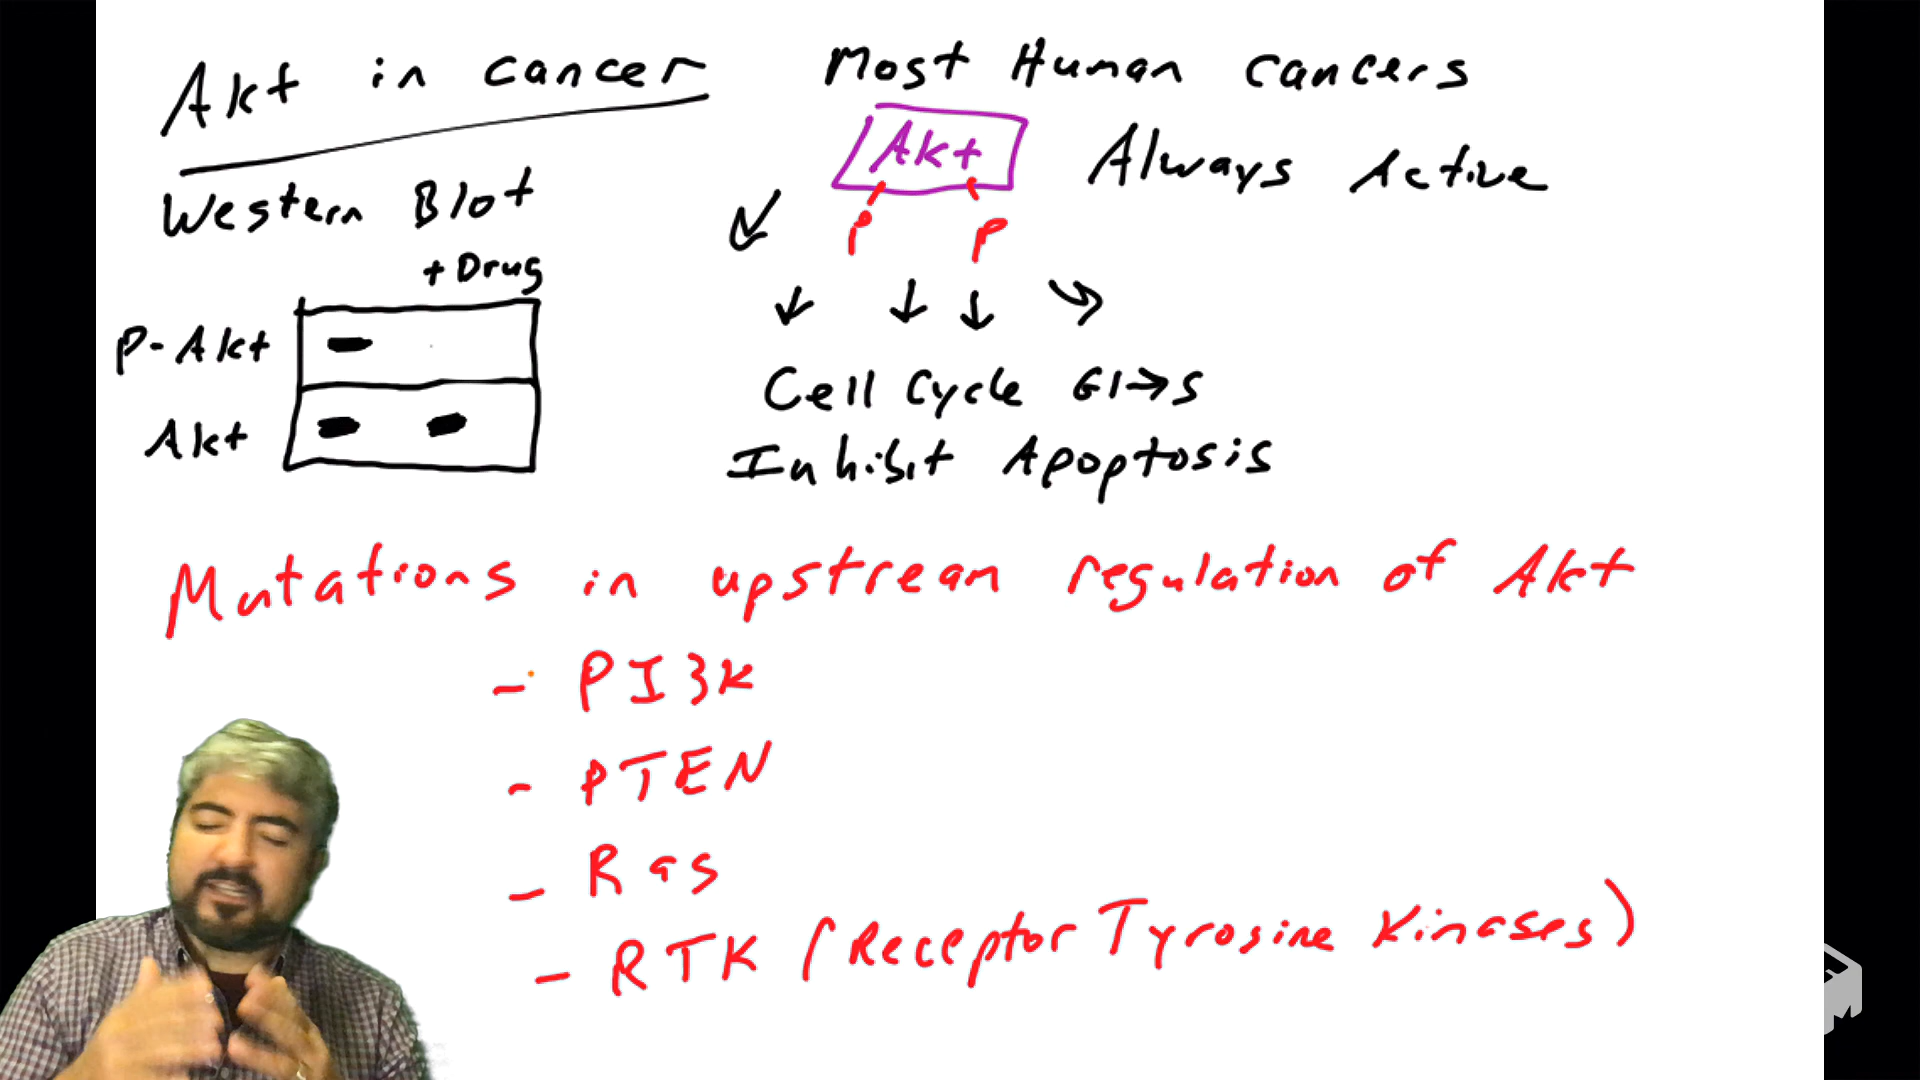 Akt in cancer
Western Blot
+ Drug
P-Akt
Akt
Most Human cancers
Akt Always Active
P P
Cell Cycle G1→S
Inhibit Apoptosis
Mutations in upstream regulation of Akt
- PI3K
- PTEN
- Ras
- RTK (Receptor Tyrosine Kinases)